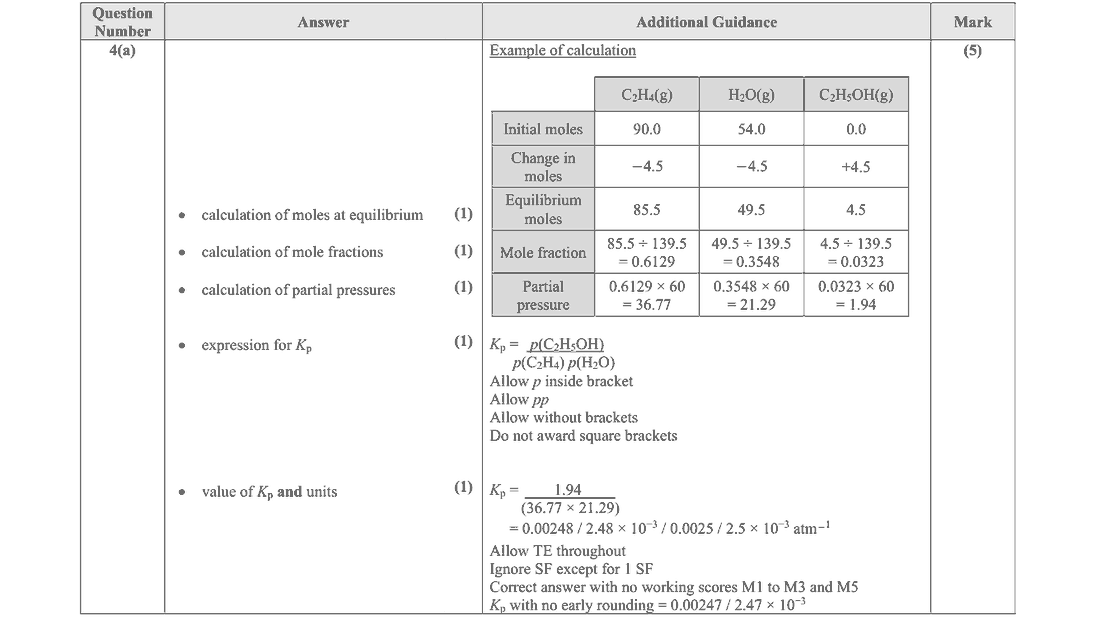 Question Number Answer Additional Guidance Mark
4(a) Example of calculation (5)
C₂H₄(g) H₂O(g) C₂H₅OH(g)
Initial moles 90.0 54.0 0.0
Change in moles −4.5 −4.5 +4.5
• calculation of moles at equilibrium (1) Equilibrium moles 85.5 49.5 4.5
• calculation of mole fractions (1) Mole fraction 85.5 ÷ 139.5 = 0.6129 49.5 ÷ 139.5 = 0.3548 4.5 ÷ 139.5 = 0.0323
• calculation of partial pressures (1) Partial pressure 0.6129 × 60 = 36.77 0.3548 × 60 = 21.29 0.0323 × 60 = 1.94
• expression for Kp (1) Kp = p(C₂H₅OH)
p(C₂H₄) p(H₂O)
Allow p inside bracket
Allow pp
Allow without brackets
Do not award square brackets
• value of Kp and units (1) Kp = 1.94
(36.77 × 21.29)
= 0.00248 / 2.48 × 10⁻³ / 0.0025 / 2.5 × 10⁻³ atm⁻¹
Allow TE throughout
Ignore SF except for 1 SF
Correct answer with no working scores M1 to M3 and M5
Kp with no early rounding = 0.00247 / 2.47 × 10⁻³